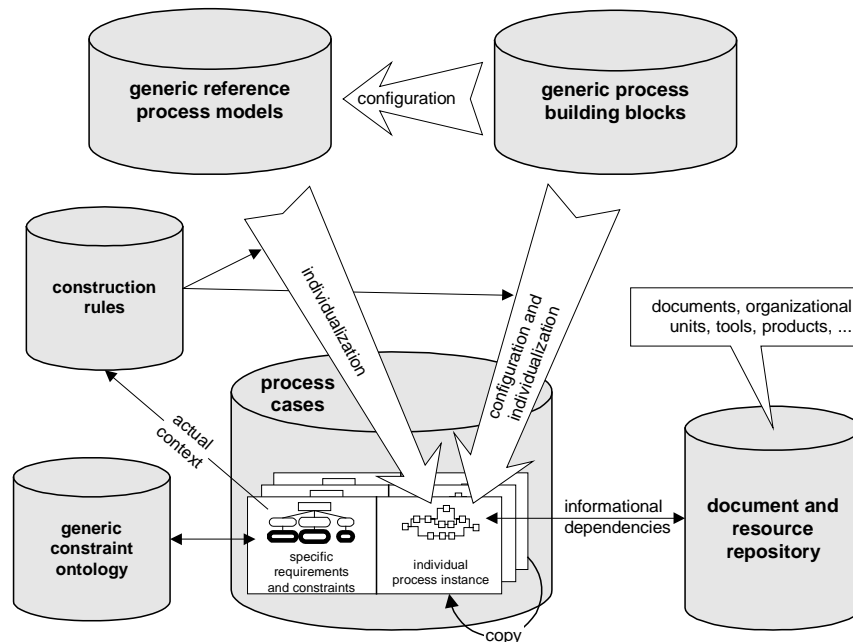 generic reference
process models
configuration
generic process
building blocks
construction
rules
individualization
configuration and
individualization
documents, organizational
units, tools, products, ...
process
cases
actual
context
generic
constraint
ontology
specific
requirements
and constraints
individual
process instance
informational
dependencies
document and
resource
repository
copy